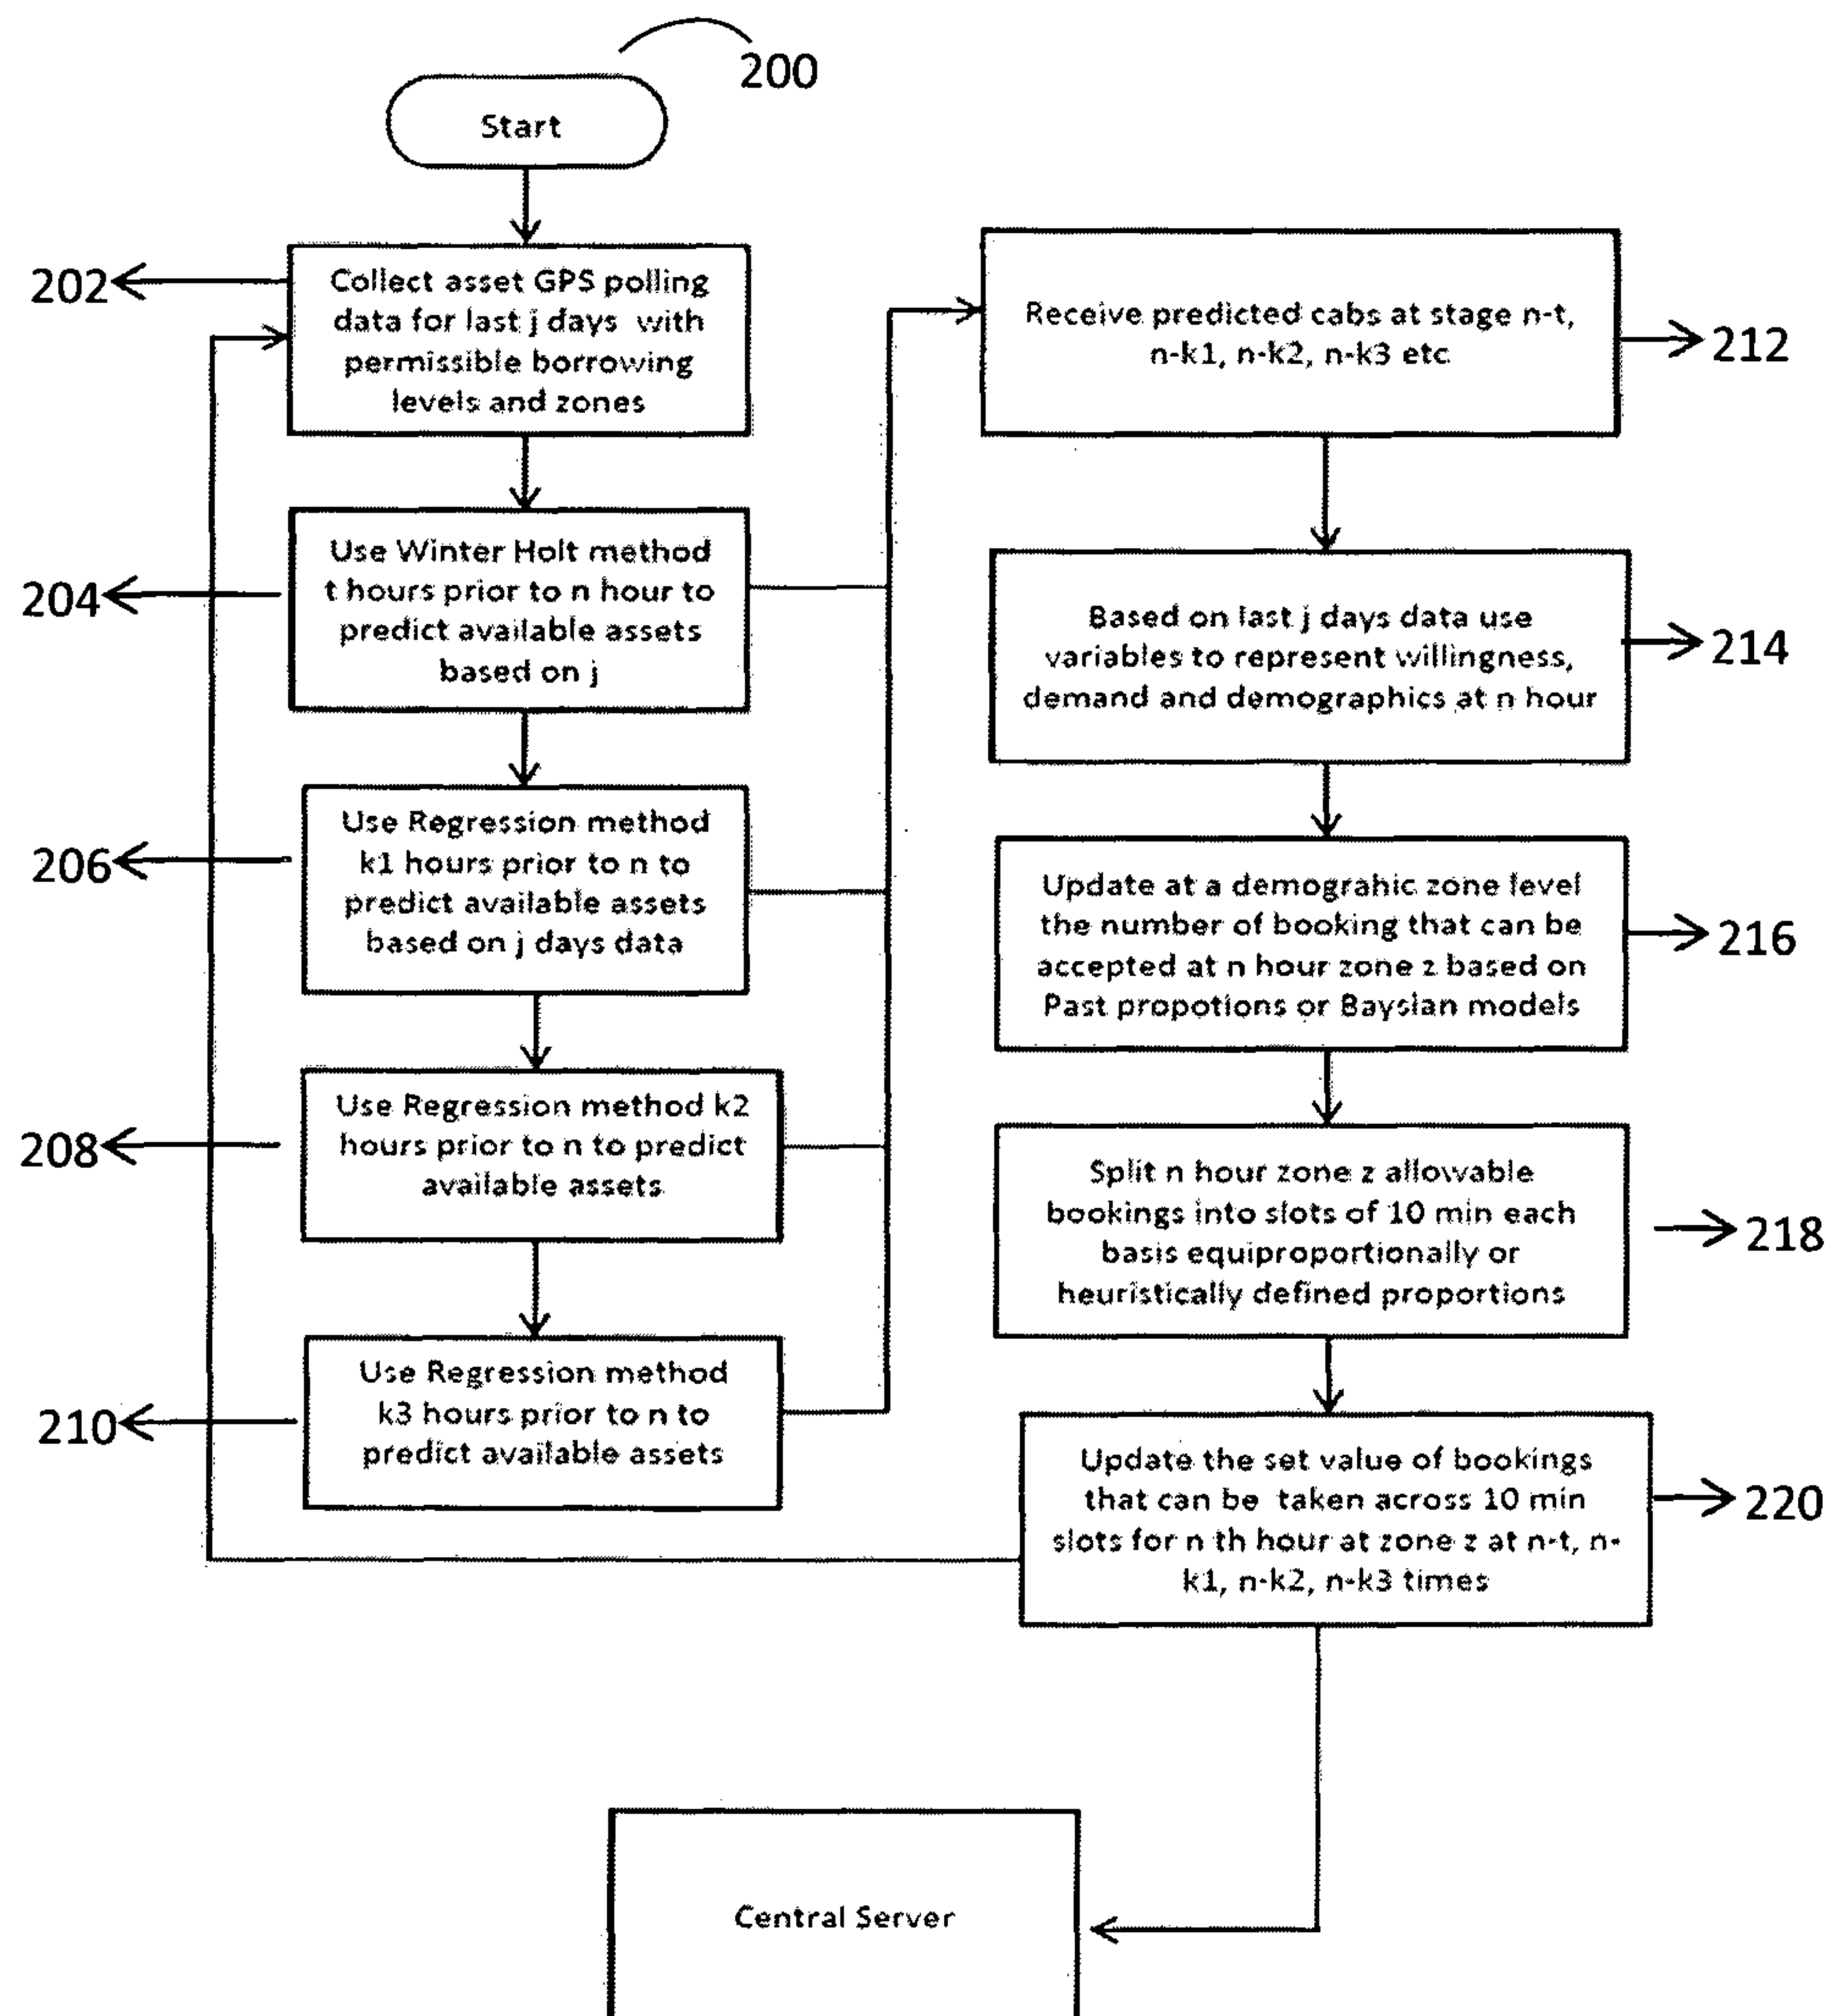 200
Start
202
Collect asset GPS polling
data for last j days with
permissible borrowing
levels and zones
204
Use Winter Holt method
t hours prior to n hour to
predict available assets
based on j
206
Use Regression method
k1 hours prior to n to
predict available assets
based on j days data
208
Use Regression method k2
hours prior to n to predict
available assets
210
Use Regression method
k3 hours prior to n to
predict available assets
Receive predicted cabs at stage n-t,
n-k1, n-k2, n-k3 etc
212
Based on last j days data use
variables to represent willingness,
demand and demographics at n hour
214
Update at a demograhic zone level
the number of booking that can be
accepted at n hour zone z based on
Past propotions or Baysian models
216
Split n hour zone z allowable
bookings into slots of 10 min each
basis equiproportionally or
heuristically defined proportions
218
Update the set value of bookings
that can be taken across 10 min
slots for n th hour at zone z at n-t, n-
k1, n-k2, n-k3 times
220
Central Server